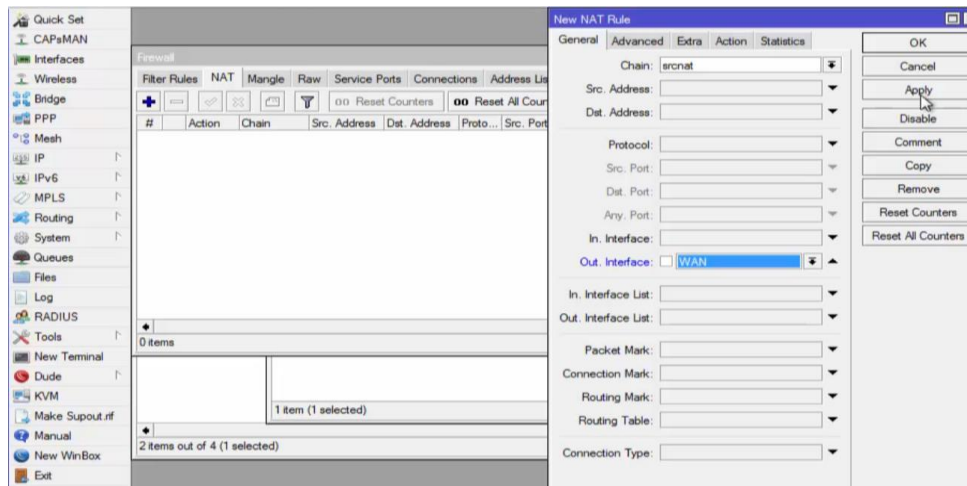 Quick Set
CAPsMAN
Interfaces
Wireless
Bridge
PPP
Mesh
IP
IPv6
MPLS
Routing
System
Queues
Files
Log
RADIUS
Tools
New Terminal
Dude
KVM
Make Supout.rif
Manual
New WinBox
Exit
Firewall
Filter Rules NAT Mangle Raw Service Ports Connections Address Lis
00 Reset Counters 00 Reset All Coun
# Action Chain Src. Address Dst. Address Proto... Src. Port
0 items
1 item (1 selected)
2 items out of 4 (1 selected)
New NAT Rule
General Advanced Extra Action Statistics
Chain: srcnat
Src. Address:
Dst. Address:
Protocol:
Src. Port:
Dst. Port:
Any. Port:
In. Interface:
Out. Interface: WAN
In. Interface List:
Out. Interface List:
Packet Mark:
Connection Mark:
Routing Mark:
Routing Table:
Connection Type:
OK
Cancel
Apply
Disable
Comment
Copy
Remove
Reset Counters
Reset All Counters